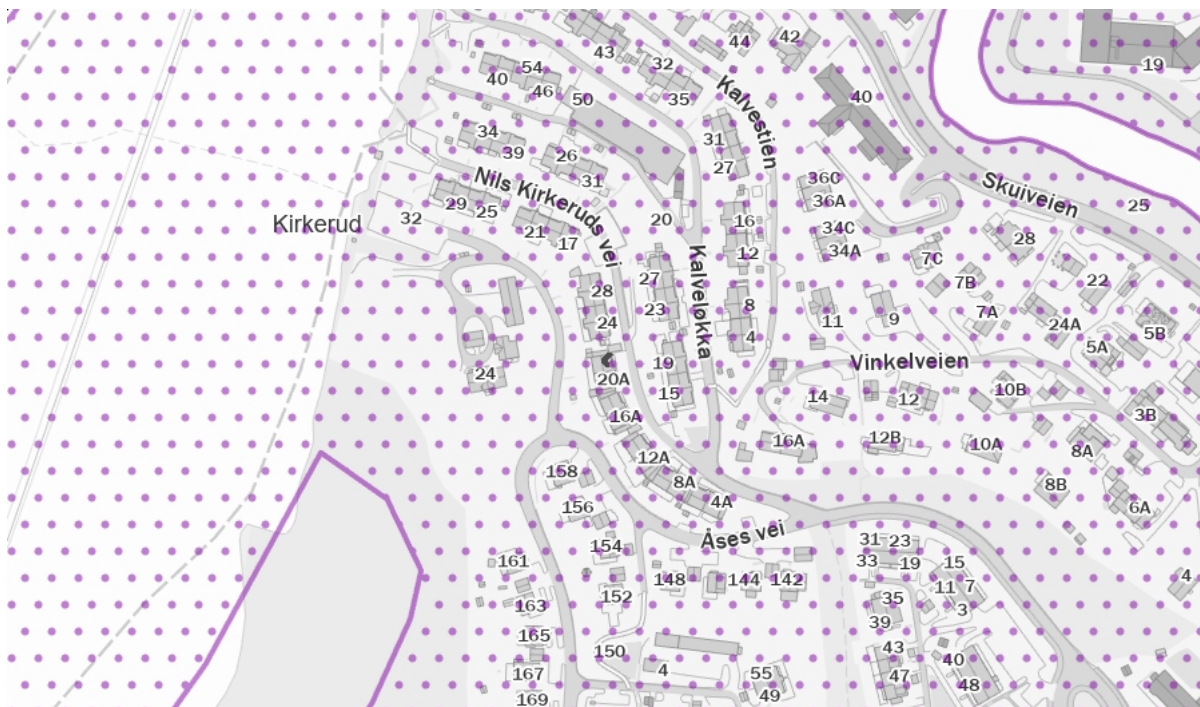 43
44
42
19
40
54
46
32
35
50
Kalvestien
40
34
39
26
31
31
27
Skuiveien
25
Nils Kirkeruds vei
29
25
21
17
32
Kirkerud
20
16
12
36C
36A
34C
34A
7C
28
7B
22
7A
24A
5B
5A
27
23
Kalveløkka
28
24
8
4
11
9
Vinkelveien
24
20A
19
15
14
12
10B
3B
16A
16A
12B
10A
8A
12A
8A
4A
8B
6A
158
156
Åses vei
154
31
23
33
19
15
11
7
3
161
148
144
142
4
163
152
35
39
165
150
43
40
167
4
55
47
48
169
49